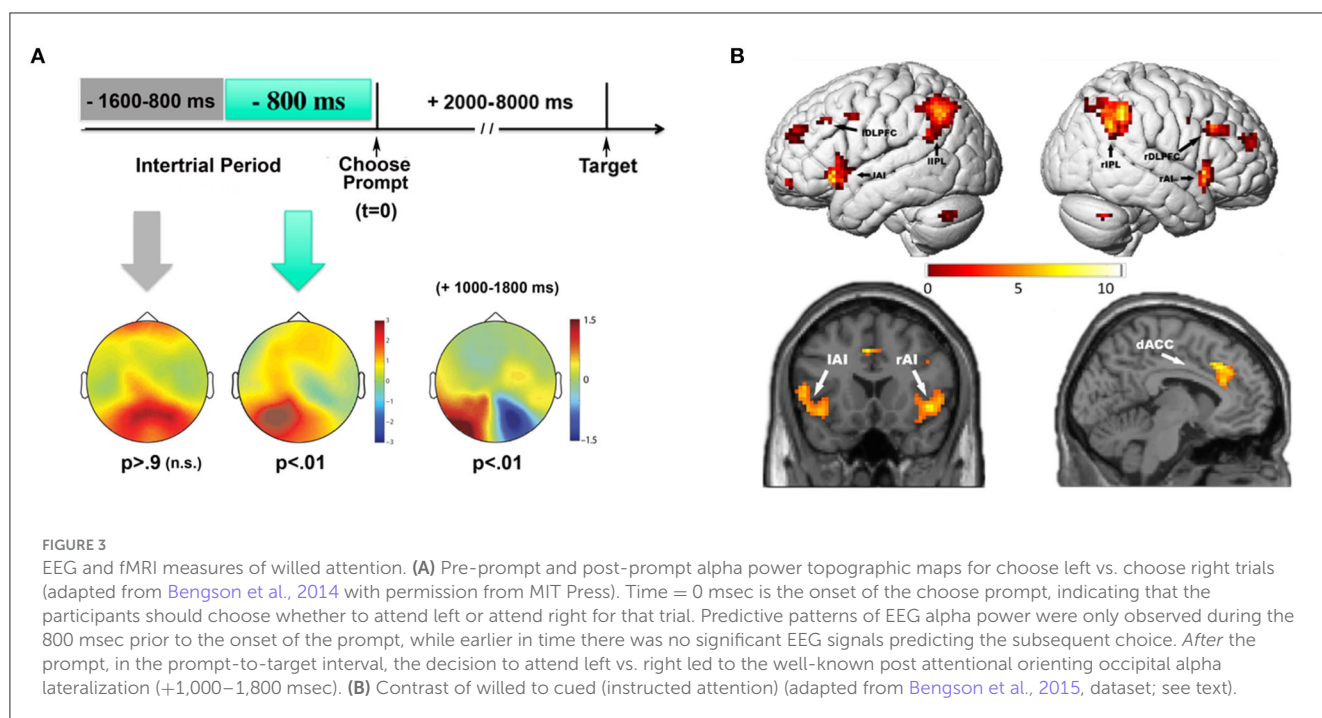 A
- 1600-800 ms
- 800 ms
+ 2000-8000 ms
//
Intertrial Period
Choose
Prompt
(t=0)
Target
(+ 1000-1800 ms)
3
2
1
0
−1
−2
−3
1.5
0
−1.5
p>.9 (n.s.)
p<.01
p<.01
B
lDLPFC
lIPL
lAI
rIPL
rDLPFC
rAI
0
5
10
lAI
rAI
dACC
FIGURE 3
EEG and fMRI measures of willed attention. (A) Pre-prompt and post-prompt alpha power topographic maps for choose left vs. choose right trials
(adapted from Bengson et al., 2014 with permission from MIT Press). Time = 0 msec is the onset of the choose prompt, indicating that the
participants should choose whether to attend left or attend right for that trial. Predictive patterns of EEG alpha power were only observed during the
800 msec prior to the onset of the prompt, while earlier in time there was no significant EEG signals predicting the subsequent choice. After the
prompt, in the prompt-to-target interval, the decision to attend left vs. right led to the well-known post attentional orienting occipital alpha
lateralization (+1,000–1,800 msec). (B) Contrast of willed to cued (instructed attention) (adapted from Bengson et al., 2015, dataset; see text).